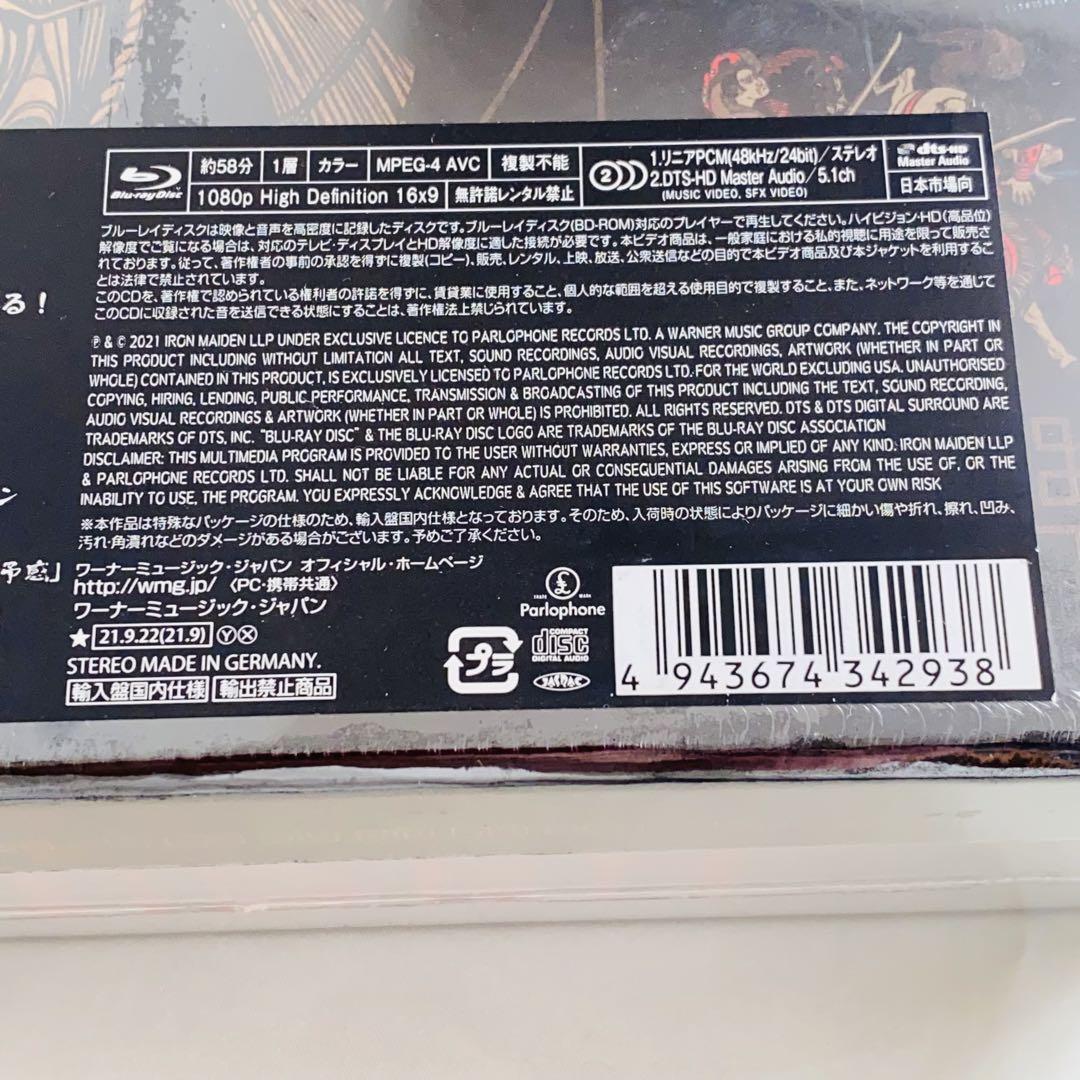 Blu-ray Disc 約58分 1層 カラー MPEG-4 AVC 複製不能
1080p High Definition 16x9 無許諾レンタル禁止
② 1.リニアPCM(48kHz/24bit)/ステレオ
2.DTS-HD Master Audio/5.1ch
(MUSIC VIDEO, SFX VIDEO)
dts-HD
Master Audio
日本市場向
ブルーレイディスクは映像と音声を高密度に記録したディスクです。ブルーレイディスク(BD-ROM)対応のプレイヤーで再生してください。ハイビジョン・HD(高品位)
解像度でご覧になる場合は、対応のテレビ・ディスプレイとHD解像度に適した接続が必要です。本ビデオ商品は、一般家庭における私的視聴に用途を限って販売さ
れております。従って、著作権者の事前の承認を得ずに複製(コピー)、販売、レンタル、上映、放送、公衆送信などの目的で本ビデオ商品及び本ジャケットを利用するこ
とは法律で禁止されています。
このCDを、著作権で認められている権利者の許諾を得ずに、賃貸業に使用すること、個人的な範囲を超える使用目的で複製すること、また、ネットワーク等を通じて
このCDに収録された音を送信できる状態にすることは、著作権法上禁じられています。
る!
℗ & © 2021 IRON MAIDEN LLP UNDER EXCLUSIVE LICENCE TO PARLOPHONE RECORDS LTD. A WARNER MUSIC GROUP COMPANY. THE COPYRIGHT IN
THIS PRODUCT INCLUDING WITHOUT LIMITATION ALL TEXT, SOUND RECORDINGS, AUDIO VISUAL RECORDINGS, ARTWORK (WHETHER IN PART OR
WHOLE) CONTAINED IN THIS PRODUCT, IS EXCLUSIVELY LICENSED TO PARLOPHONE RECORDS LTD. FOR THE WORLD EXCLUDING USA. UNAUTHORISED
COPYING, HIRING, LENDING, PUBLIC PERFORMANCE, TRANSMISSION & BROADCASTING OF THIS PRODUCT INCLUDING THE TEXT, SOUND RECORDING,
AUDIO VISUAL RECORDINGS & ARTWORK (WHETHER IN PART OR WHOLE) IS PROHIBITED. ALL RIGHTS RESERVED. DTS & DTS DIGITAL SURROUND ARE
TRADEMARKS OF DTS, INC. "BLU-RAY DISC" & THE BLU-RAY DISC LOGO ARE TRADEMARKS OF THE BLU-RAY DISC ASSOCIATION
DISCLAIMER: THIS MULTIMEDIA PROGRAM IS PROVIDED TO THE USER WITHOUT WARRANTIES, EXPRESS OR IMPLIED OF ANY KIND: IRON MAIDEN LLP
& PARLOPHONE RECORDS LTD. SHALL NOT BE LIABLE FOR ANY ACTUAL OR CONSEQUENTIAL DAMAGES ARISING FROM THE USE OF, OR THE
INABILITY TO USE, THE PROGRAM. YOU EXPRESSLY ACKNOWLEDGE & AGREE THAT THE USE OF THIS SOFTWARE IS AT YOUR OWN RISK
※本作品は特殊なパッケージの仕様のため、輸入盤国内仕様となっております。そのため、入荷時の状態によりパッケージに細かい傷や折れ、擦れ、凹み、
汚れ・角潰れなどのダメージがある場合がございます。予めご了承ください。
予感」
ワーナーミュージック・ジャパン オフィシャル・ホームページ
http://wmg.jp/ 〈PC・携帯共通〉
ワーナーミュージック・ジャパン
★ 21.9.22(21.9) Ⓨ Ⓧ
STEREO MADE IN GERMANY.
輸入盤国内仕様 輸出禁止商品
TRADE MARK
Parlophone
プラ
COMPACT
disc
DIGITAL AUDIO
JASRAC
4 943674 342938